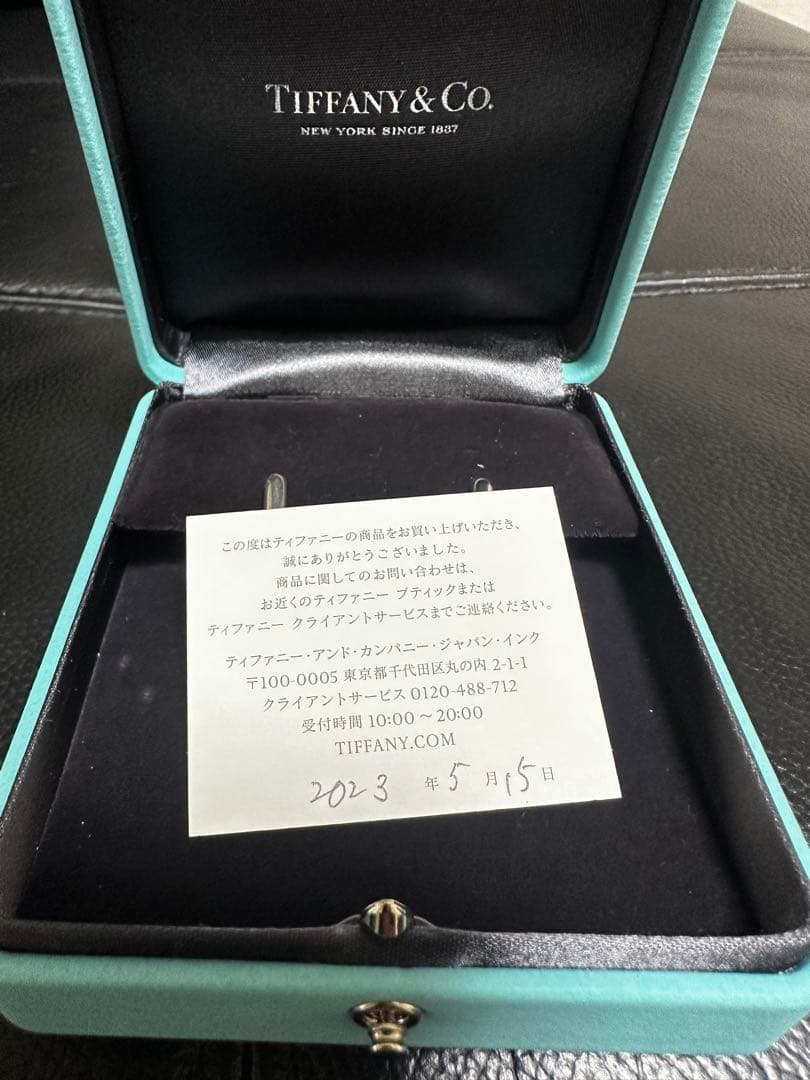 TIFFANY & CO.
NEW YORK SINCE 1837
この度はティファニーの商品をお買い上げいただき、
誠にありがとうございました。
商品に関してのお問い合わせは、
お近くのティファニー ブティックまたは
ティファニー クライアントサービスまでご連絡ください。
ティファニー・アンド・カンパニー・ジャパン・インク
〒100-0005 東京都千代田区丸の内 2-1-1
クライアントサービス 0120-488-712
受付時間 10:00～20:00
TIFFANY.COM
2023 年 5 月 15 日